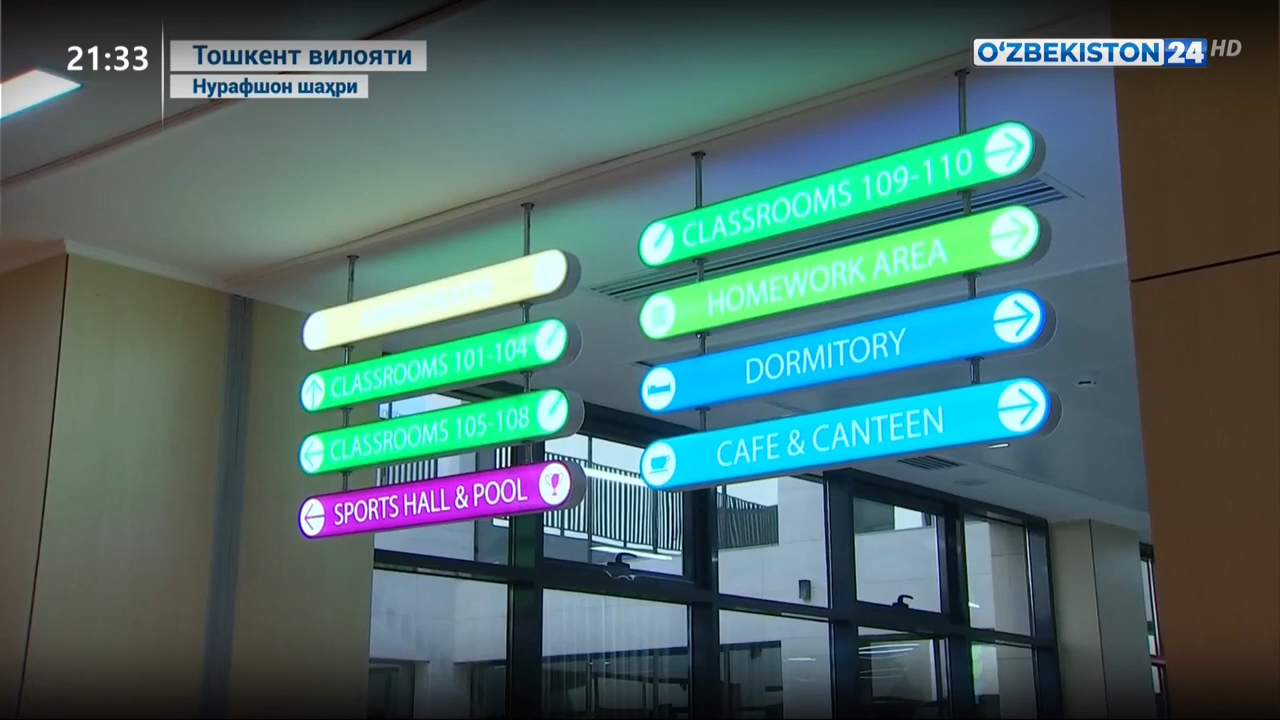 21:33
Тошкент вилояти
Нурафшон шаҳри
O‘ZBEKISTON 24 HD
CLASSROOMS 101-104
CLASSROOMS 105-108
SPORTS HALL & POOL
CLASSROOMS 109-110
HOMEWORK AREA
DORMITORY
CAFE & CANTEEN